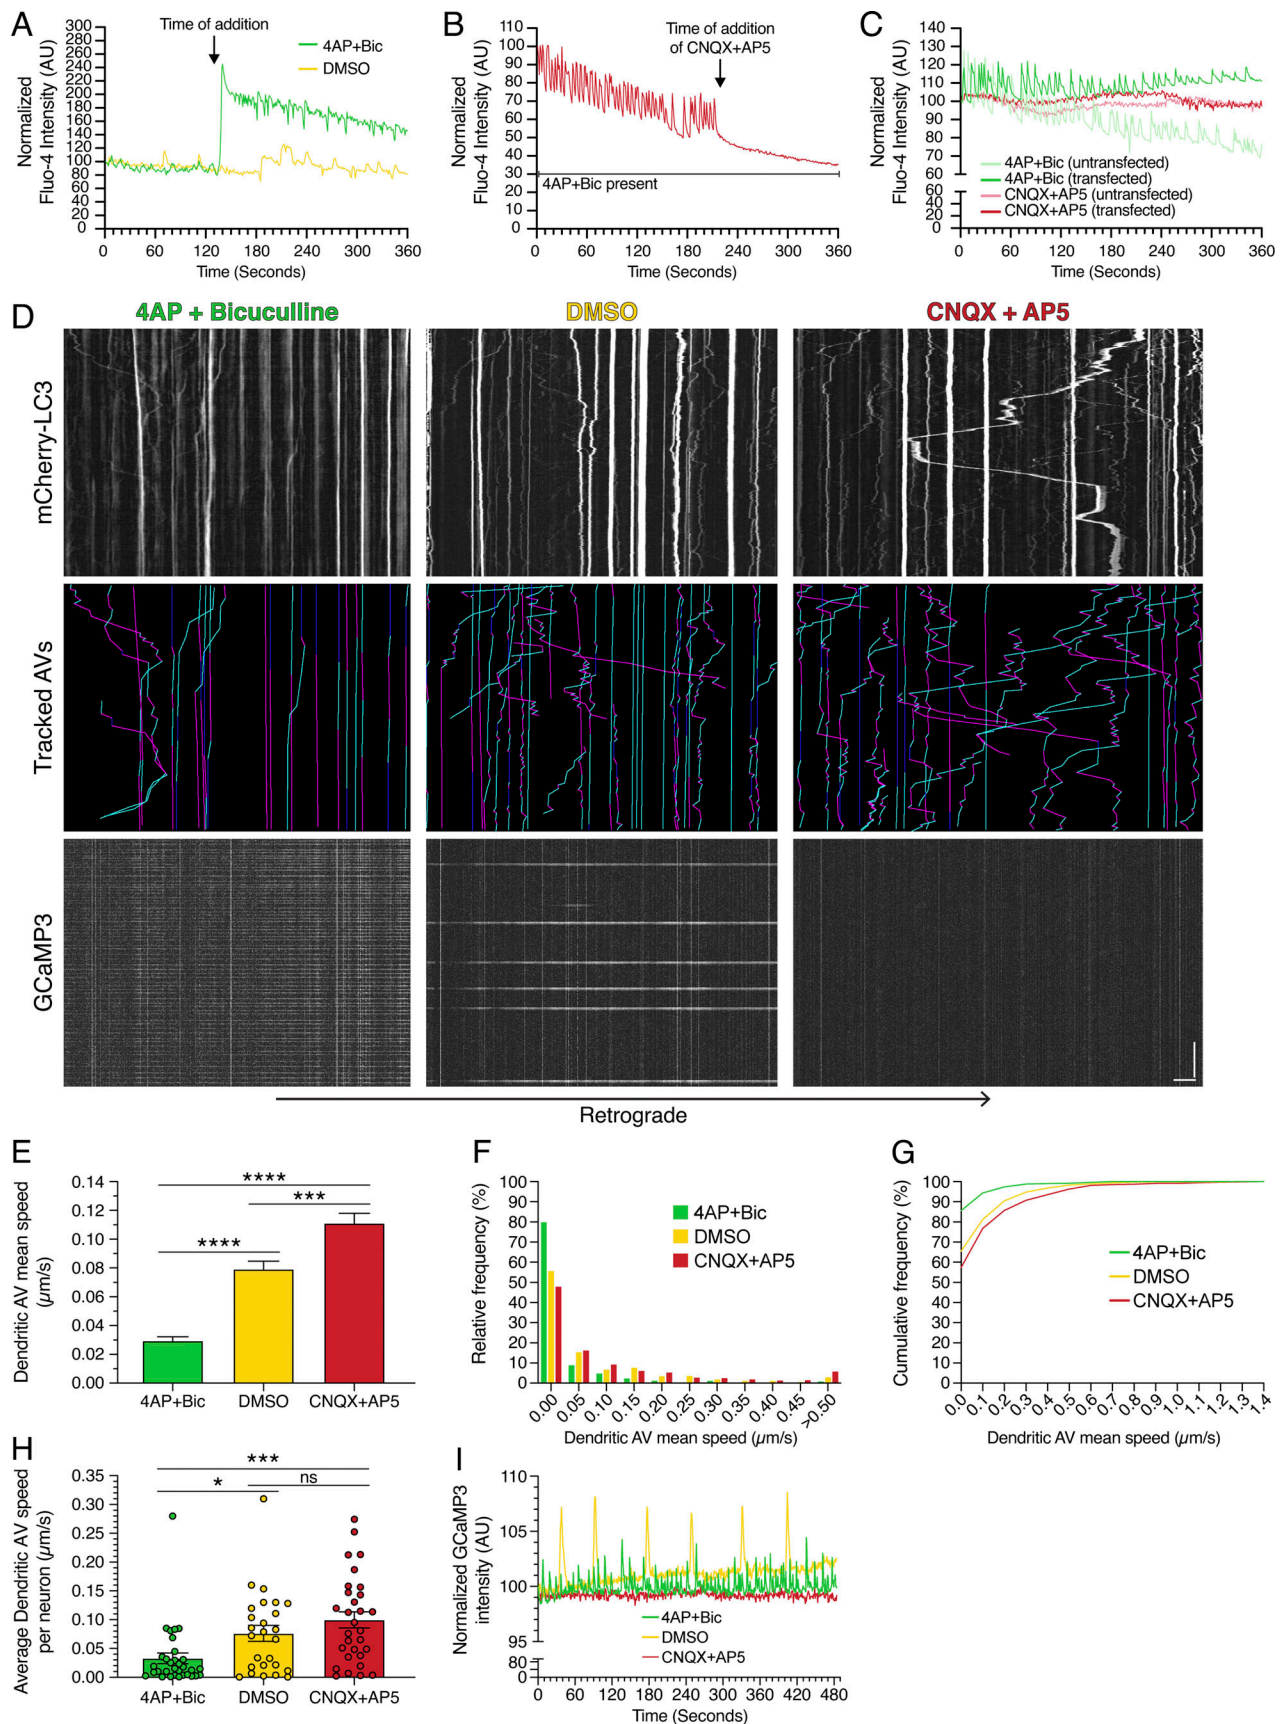 A
Time of addition
4AP+Bic
DMSO
Normalized
Fluo-4 Intensity (AU)
300
280
260
240
220
200
180
160
140
120
100
80
60
40
20
0
0 60 120 180 240 300 360
Time (Seconds)
B
Time of addition
of CNQX+AP5
Normalized
Fluo-4 Intensity (AU)
110
100
90
80
70
60
50
40
30
20
10
0
4AP+Bic present
0 60 120 180 240 300 360
Time (Seconds)
C
Normalized
Fluo-4 Intensity (AU)
140
130
120
110
100
90
80
70
60
40
20
0
4AP+Bic (untransfected)
4AP+Bic (transfected)
CNQX+AP5 (untransfected)
CNQX+AP5 (transfected)
0 60 120 180 240 300 360
Time (Seconds)
D
4AP + Bicuculline DMSO CNQX + AP5
mCherry-LC3
Tracked AVs
GCaMP3
Retrograde
E
Dendritic AV mean speed
(µm/s)
0.14
0.12
0.10
0.08
0.06
0.04
0.02
0.00
****
***
****
4AP+Bic DMSO CNQX+AP5
F
Relative frequency (%)
100
90
80
70
60
50
40
30
20
10
0
4AP+Bic
DMSO
CNQX+AP5
0.00 0.05 0.10 0.15 0.20 0.25 0.30 0.35 0.40 0.45 >0.50
Dendritic AV mean speed (µm/s)
G
Cumulative frequency (%)
100
90
80
70
60
50
40
30
20
10
0
4AP+Bic
DMSO
CNQX+AP5
0.0 0.1 0.2 0.3 0.4 0.5 0.6 0.7 0.8 0.9 1.0 1.1 1.2 1.3 1.4
Dendritic AV mean speed (µm/s)
H
Average Dendritic AV speed
per neuron (µm/s)
0.35
0.30
0.25
0.20
0.15
0.10
0.05
0.00
***
* ns
4AP+Bic DMSO CNQX+AP5
I
Normalized GCaMP3
intensity (AU)
110
105
100
95
80
0
4AP+Bic
DMSO
CNQX+AP5
0 60 120 180 240 300 360 420 480
Time (Seconds)